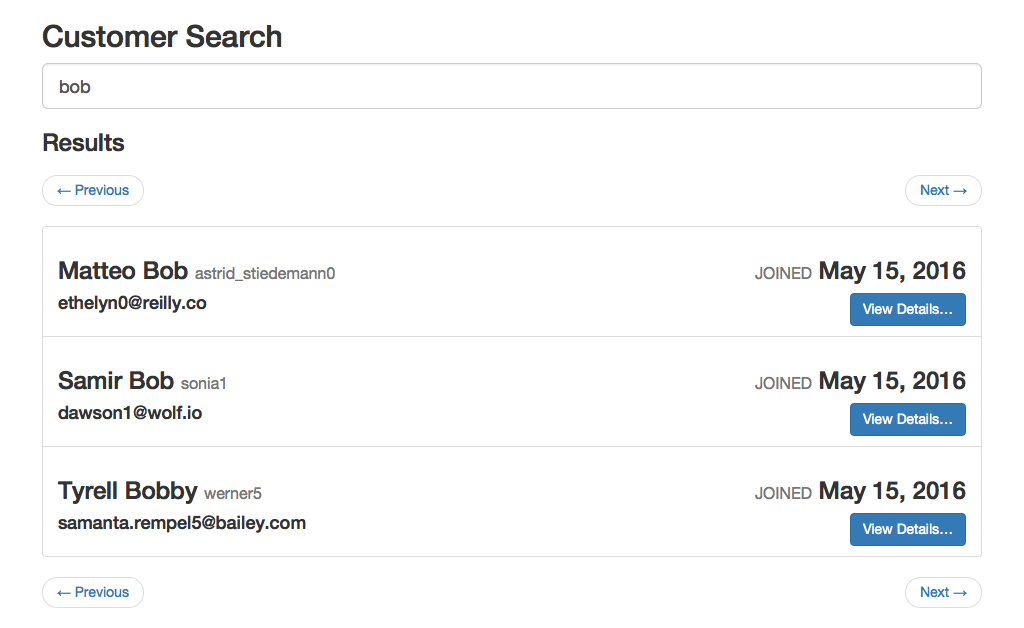 Customer Search
bob
Results
← Previous Next →
Matteo Bob astrid_stiedemann0 JOINED May 15, 2016
ethelyn0@reilly.co View Details...
Samir Bob sonia1 JOINED May 15, 2016
dawson1@wolf.io View Details...
Tyrell Bobby werner5 JOINED May 15, 2016
samanta.rempel5@bailey.com View Details...
← Previous Next →